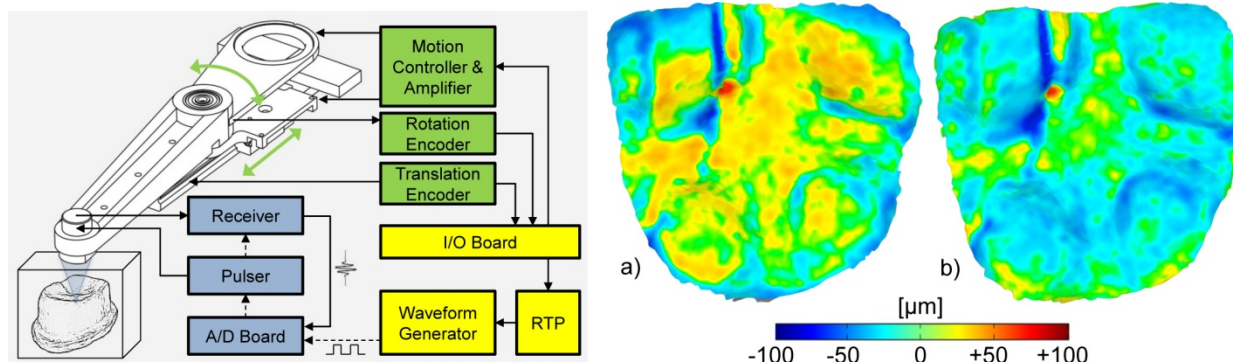 Motion
Controller &
Amplifier
Rotation
Encoder
Translation
Encoder
Receiver
I/O Board
Pulser
A/D Board
Waveform
Generator
RTP
a)
b)
[µm]
-100
-50
0
+50
+100